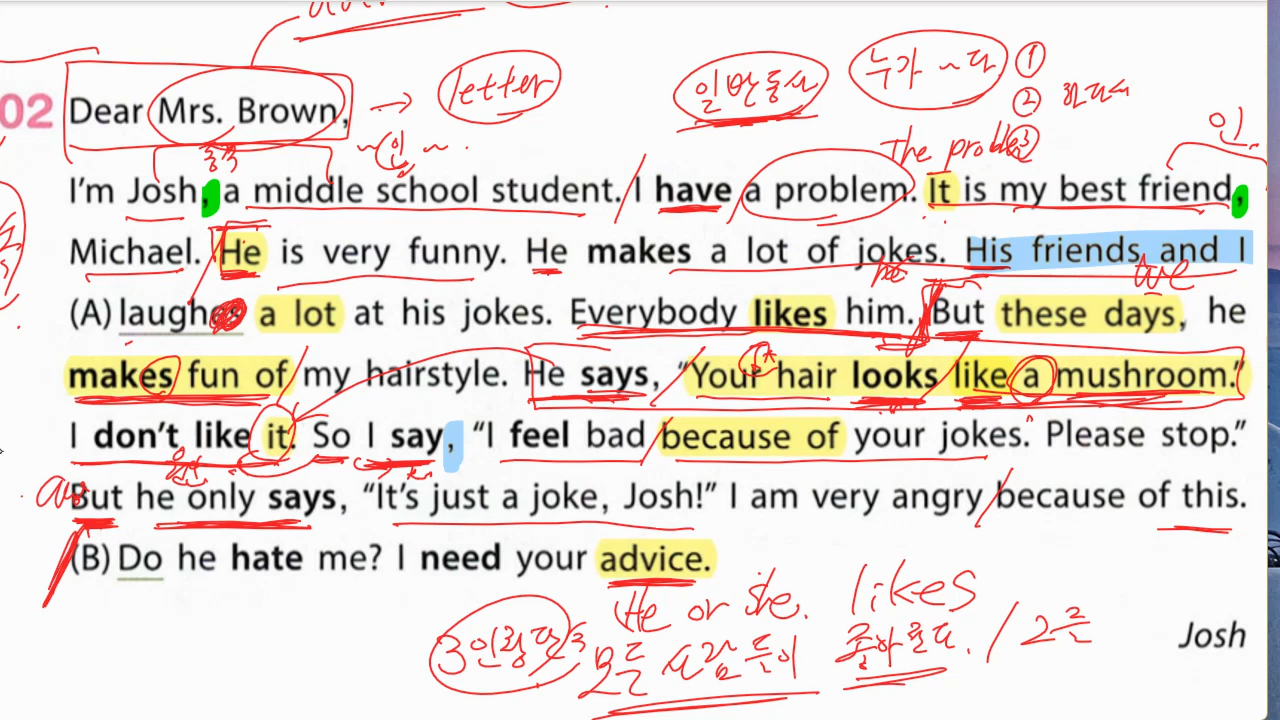 letter
일반동사
누가 ~다 ①
②
02 Dear Mrs. Brown,
인
The problem
~인~.
I'm Josh, a middle school student. I have a problem. It is my best friend,
Michael. He is very funny. He makes a lot of jokes. His friends and I
we
(A) laughes a lot at his jokes. Everybody likes him. But these days, he
makes fun of my hairstyle. He says, "Your hair looks like a mushroom."
I don't like it. So I say, "I feel bad because of your jokes. Please stop."
But he only says, "It's just a joke, Josh!" I am very angry because of this.
(B) Do he hate me? I need your advice.
He or she. likes
3인칭단수 모든 사람들이 좋아한다. /
Josh